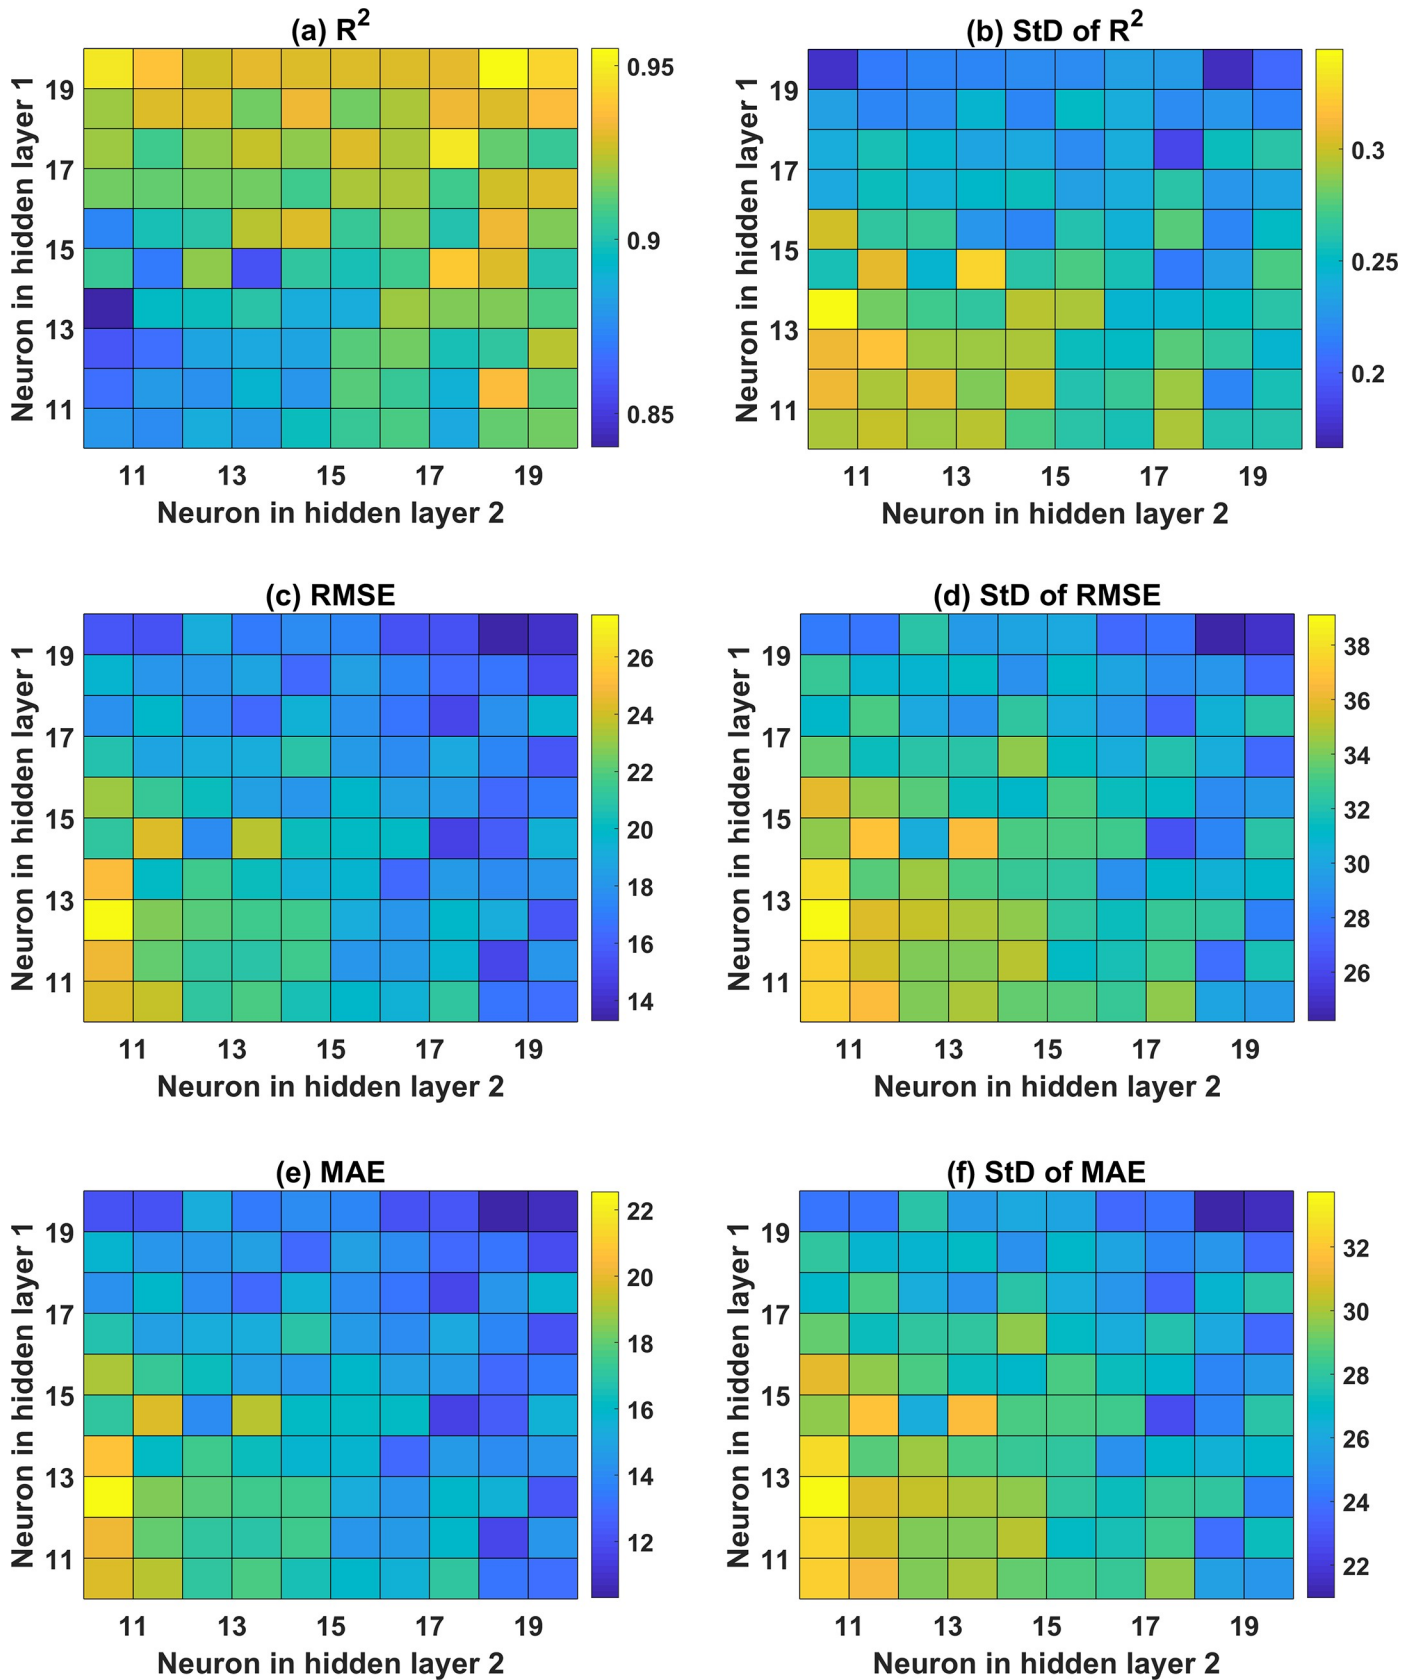 (a) R²
Neuron in hidden layer 1
19
17
15
13
11
11 13 15 17 19
Neuron in hidden layer 2
0.95
0.9
0.85
(b) StD of R²
Neuron in hidden layer 1
19
17
15
13
11
11 13 15 17 19
Neuron in hidden layer 2
0.3
0.25
0.2
(c) RMSE
Neuron in hidden layer 1
19
17
15
13
11
11 13 15 17 19
Neuron in hidden layer 2
26
24
22
20
18
16
14
(d) StD of RMSE
Neuron in hidden layer 1
19
17
15
13
11
11 13 15 17 19
Neuron in hidden layer 2
38
36
34
32
30
28
26
(e) MAE
Neuron in hidden layer 1
19
17
15
13
11
11 13 15 17 19
Neuron in hidden layer 2
22
20
18
16
14
12
(f) StD of MAE
Neuron in hidden layer 1
19
17
15
13
11
11 13 15 17 19
Neuron in hidden layer 2
32
30
28
26
24
22